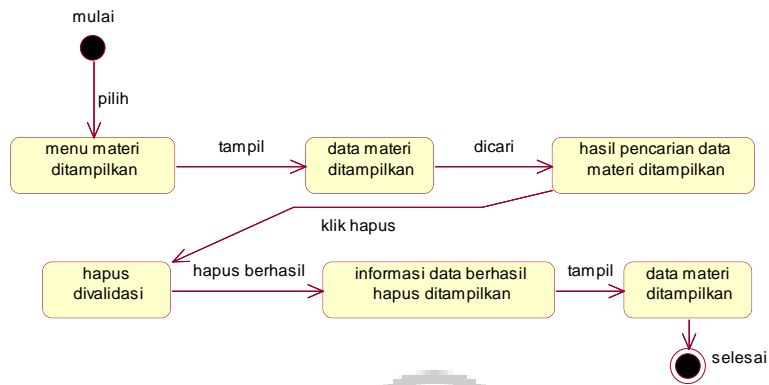 mulai
pilih
menu materi
ditampilkan
tampil
data materi
ditampilkan
dicari
hasil pencarian data
materi ditampilkan
klik hapus
hapus
divalidasi
hapus berhasil
informasi data berhasil
hapus ditampilkan
tampil
data materi
ditampilkan
selesai